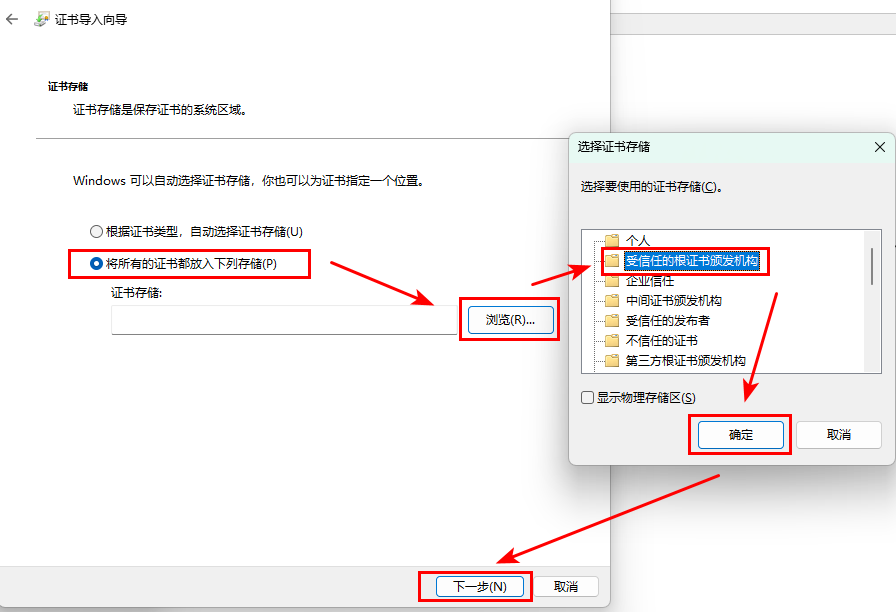 证书导入向导
证书存储
证书存储是保存证书的系统区域。
Windows 可以自动选择证书存储，你也可以为证书指定一个位置。
根据证书类型，自动选择证书存储(U)
将所有的证书都放入下列存储(P)
证书存储:
浏览(R)...
选择证书存储
选择要使用的证书存储(C)。
个人
受信任的根证书颁发机构
企业信任
中间证书颁发机构
受信任的发布者
不信任的证书
第三方根证书颁发机构
显示物理存储区(S)
确定
取消
下一步(N)
取消